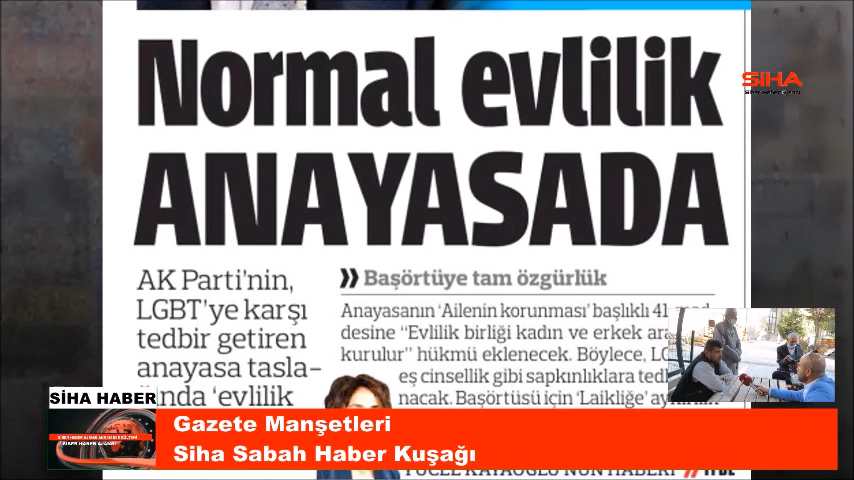 Normal evlilik
ANAYASADA
SİHA
AK Parti'nin,
LGBT'ye karşı
tedbir getiren
anayasa tasla-
ğında 'evlilik
Başörtüye tam özgürlük
Anayasanın 'Ailenin korunması' başlıklı 41. mad-
desine "Evlilik birliği kadın ve erkek ara
kurulur" hükmü eklenecek. Böylece, LG
eş cinsellik gibi sapkınlıklara ted
nacak. Başörtüsü için 'Laikliğe'
SİHA HABER
Gazete Manşetleri
Siha Sabah Haber Kuşağı